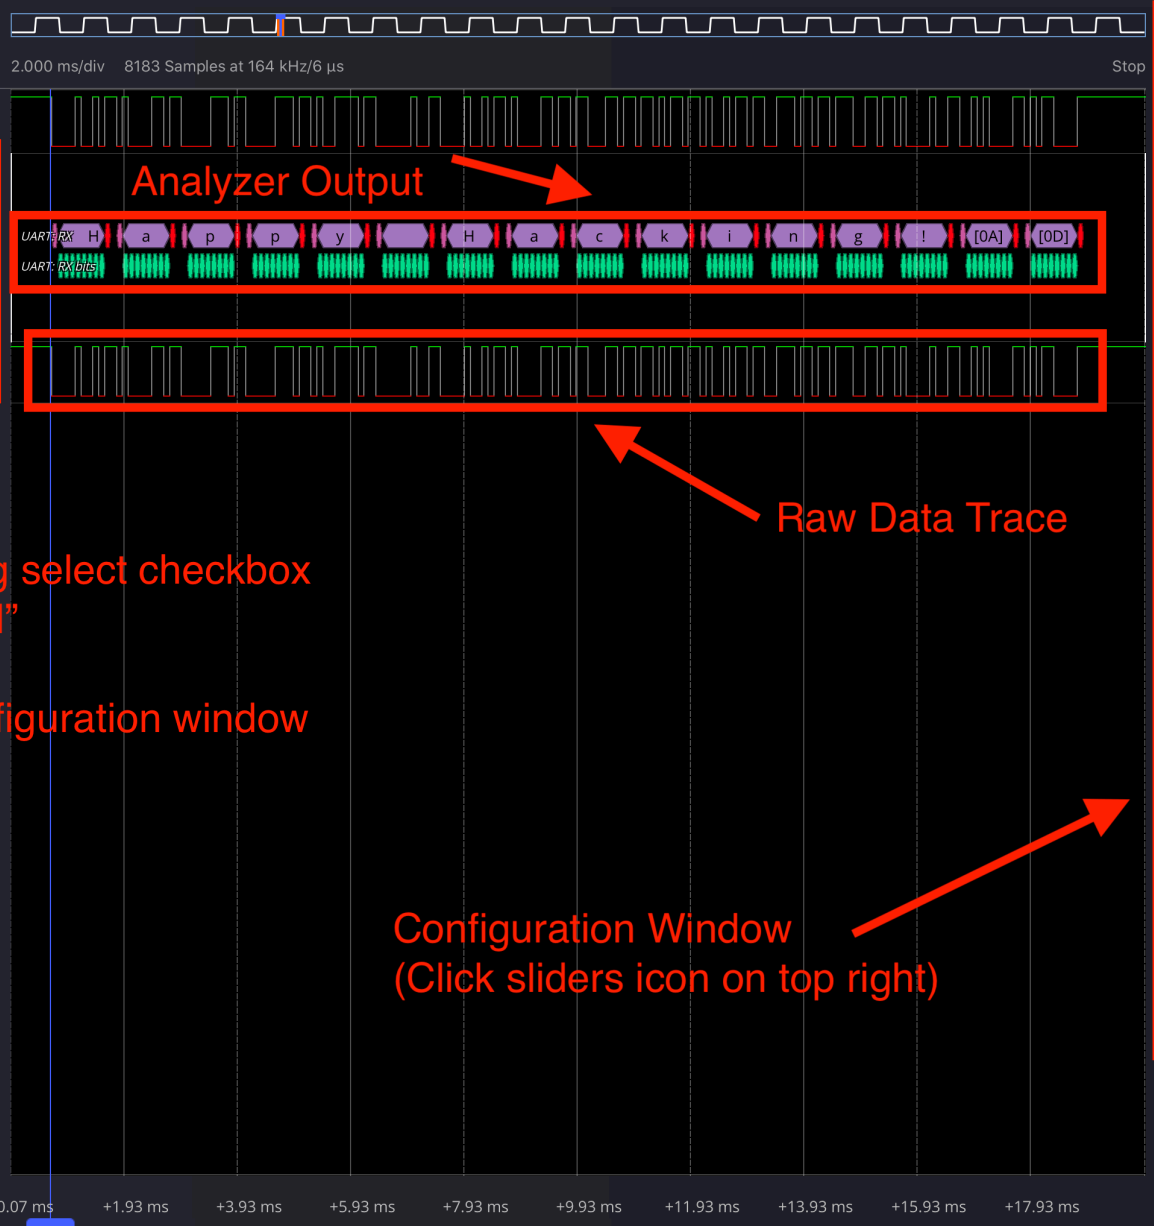 2.000 ms/div 8183 Samples at 164 kHz/6 μs Stop
Analyzer Output
UART: RX H a p p y H a c k i n g ! [0A] [0D]
UART: RX bits
Raw Data Trace
g select checkbox
”
figuration window
Configuration Window
(Click sliders icon on top right)
0.07 ms +1.93 ms +3.93 ms +5.93 ms +7.93 ms +9.93 ms +11.93 ms +13.93 ms +15.93 ms +17.93 ms